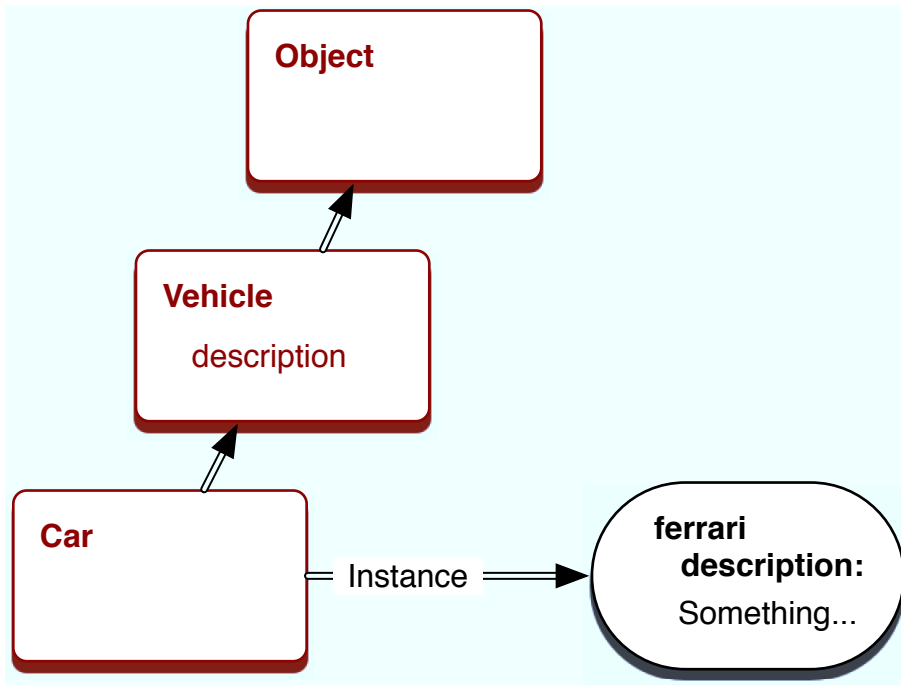 Object
Vehicle
description
Car
Instance
ferrari
description:
Something...